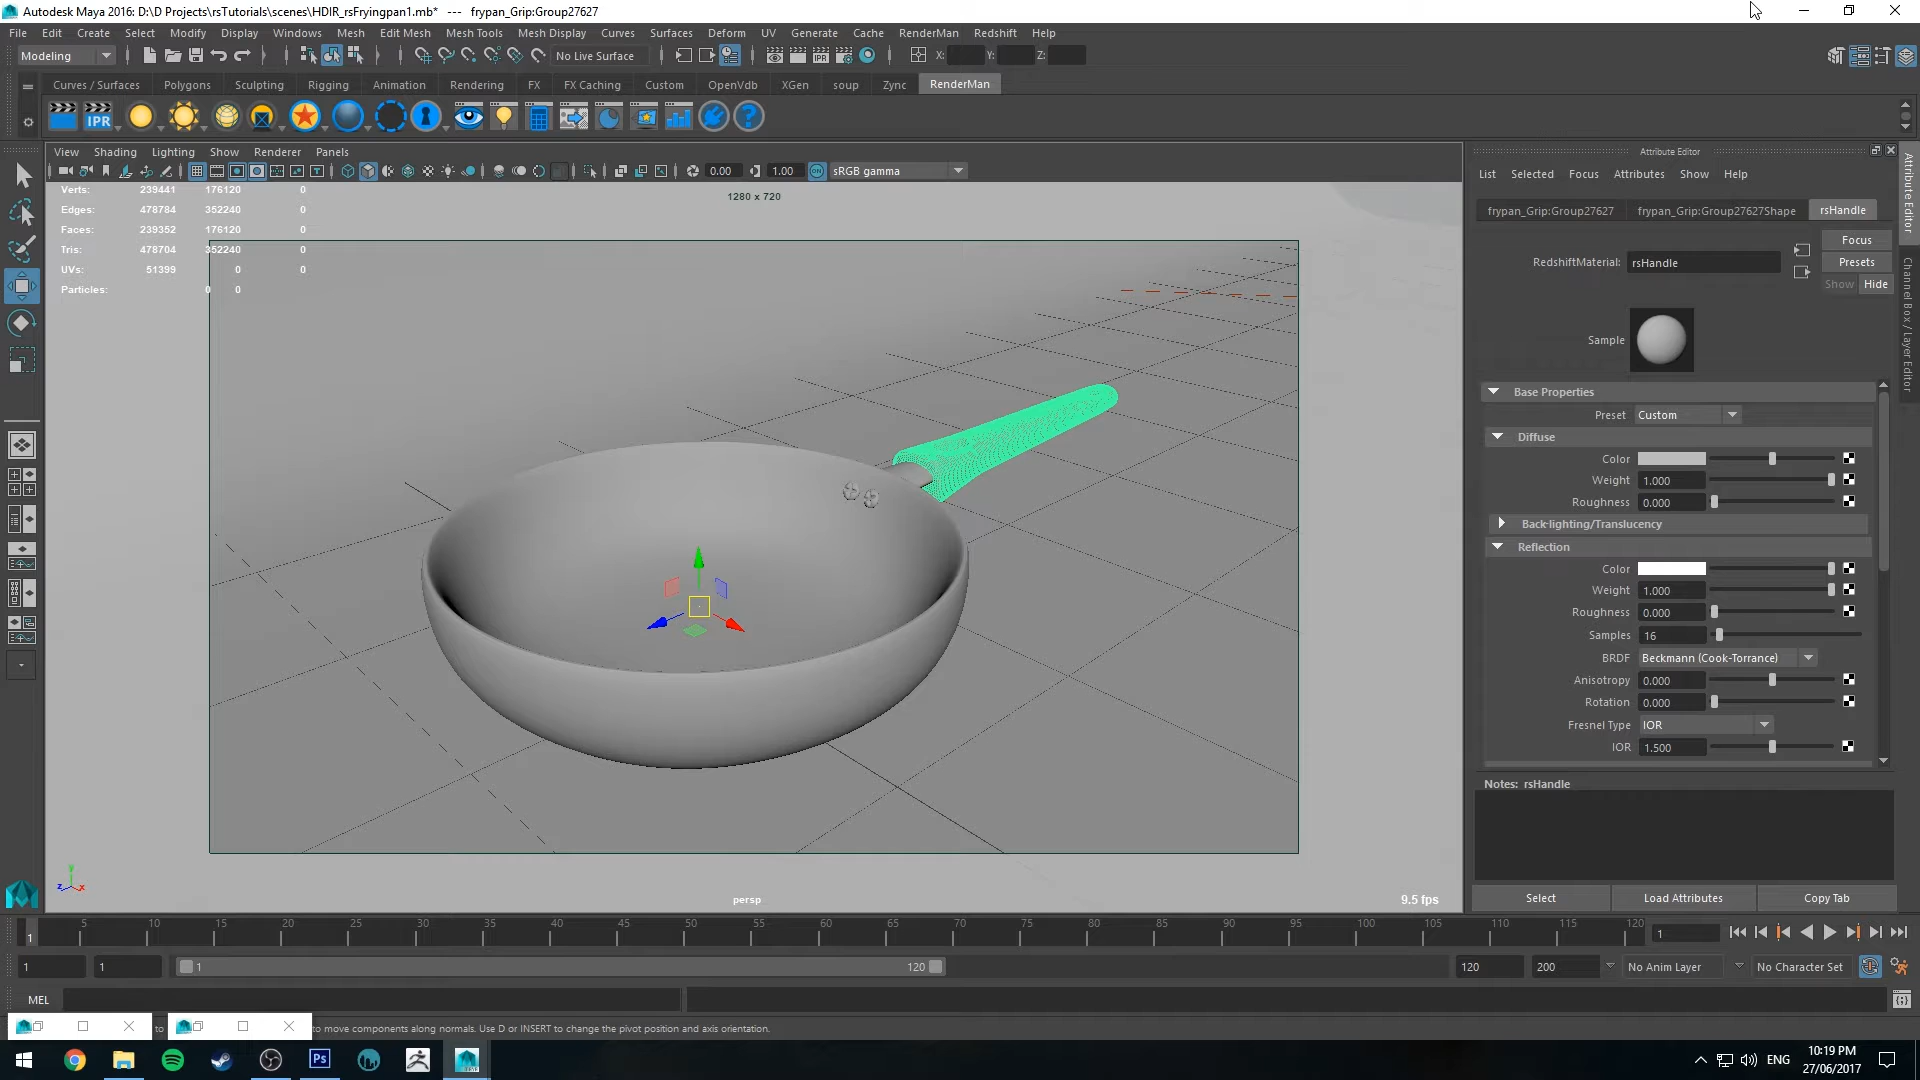 Autodesk Maya 2016: D:\D Projects\rsTutorials\scenes\HDIR_rsFryingpan1.mb* --- frypan_Grip:Group27627
File Edit Create Select Modify Display Windows Mesh Edit Mesh Mesh Tools Mesh Display Curves Surfaces Deform UV Generate Cache RenderMan Redshift Help
Modeling No Live Surface X: Y: Z:
Curves / Surfaces Polygons Sculpting Rigging Animation Rendering FX FX Caching Custom OpenVdb XGen soup Zync RenderMan
IPR
View Shading Lighting Show Renderer Panels
0.00 1.00 sRGB gamma
Verts: 239441 176120 0
Edges: 478784 352240 0
Faces: 239352 176120 0
Tris: 478704 352240 0
UVs: 51399 0 0
Particles: 0 0
1280 x 720
persp
9.5 fps
Attribute Editor
List Selected Focus Attributes Show Help
frypan_Grip:Group27627 frypan_Grip:Group27627Shape rsHandle
Focus
RedshiftMaterial: rsHandle
Presets
Show Hide
Sample
Base Properties
Preset Custom
Diffuse
Color
Weight 1.000
Roughness 0.000
Back-lighting/Translucency
Reflection
Color
Weight 1.000
Roughness 0.000
Samples 16
BRDF Beckmann (Cook-Torrance)
Anisotropy 0.000
Rotation 0.000
Fresnel Type IOR
IOR 1.500
Notes: rsHandle
Select Load Attributes Copy Tab
Attribute Editor
Channel Box / Layer Editor
1 5 10 15 20 25 30 35 40 45 50 55 60 65 70 75 80 85 90 95 100 105 110 115 120 1
1 1 1 120 120 200 No Anim Layer No Character Set
MEL
to to move components along normals. Use D or INSERT to change the pivot position and axis orientation.
Ps
ENG
10:19 PM
27/06/2017